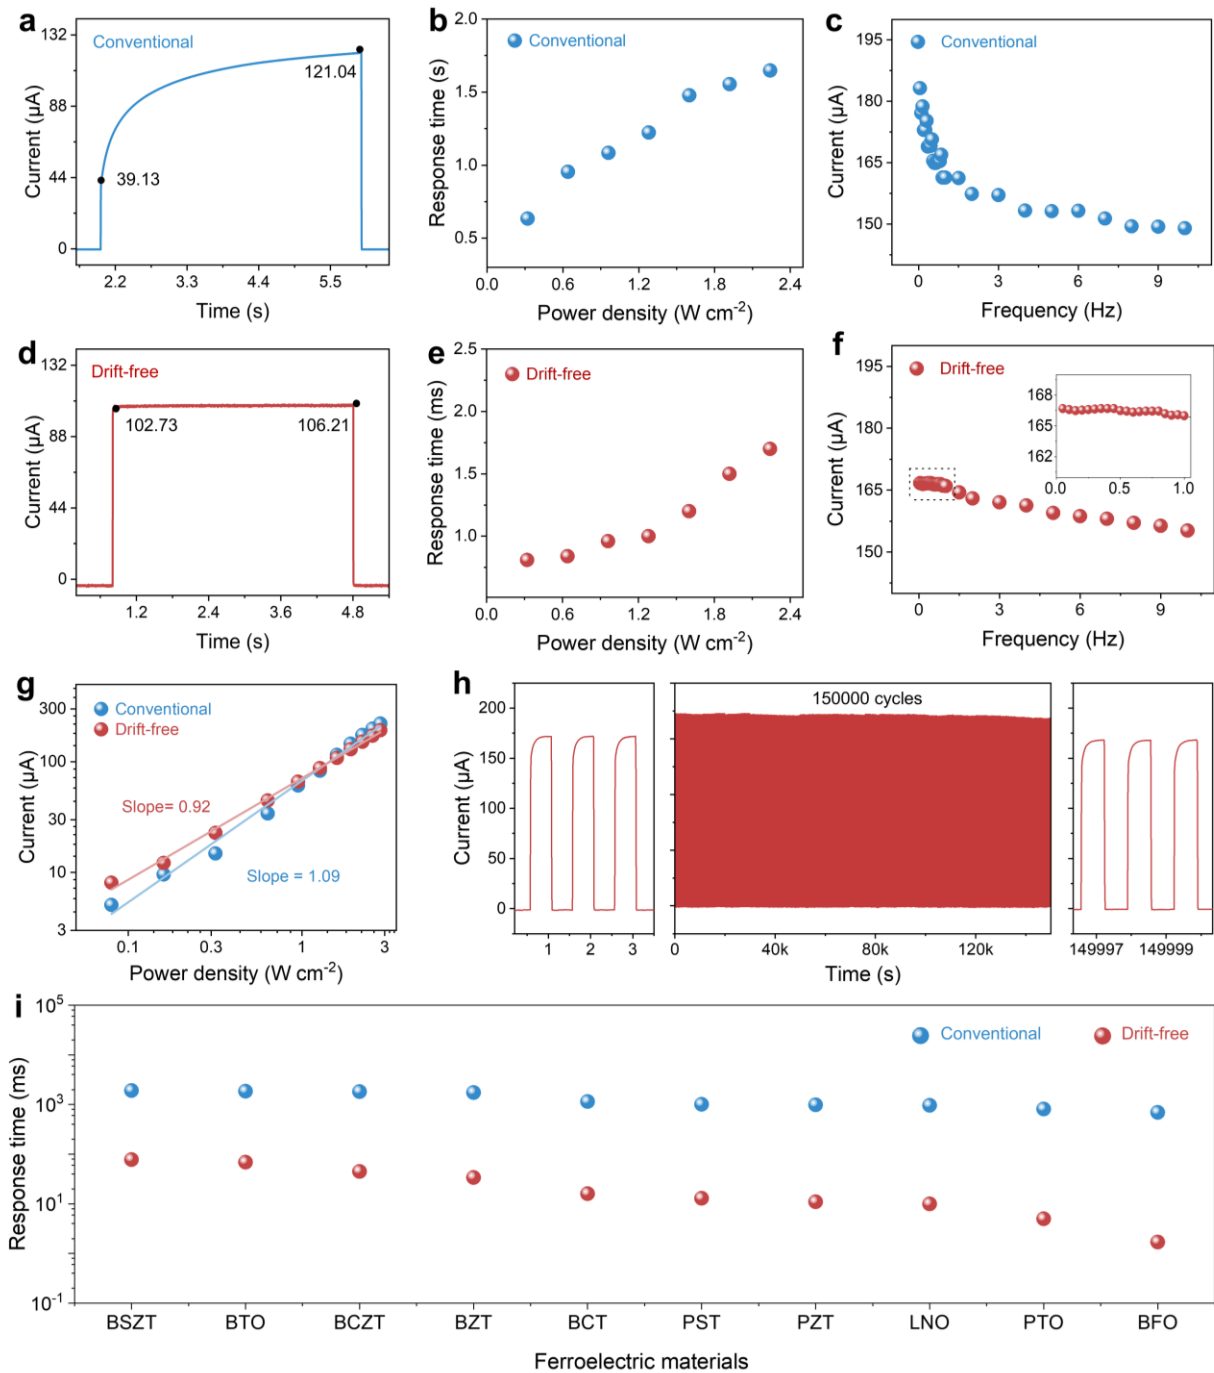 a
Conventional
132
88
44
0
121.04
39.13
2.2
3.3
4.4
5.5
Current (μA)
Time (s)
b
Conventional
2.0
1.5
1.0
0.5
0.0
0.6
1.2
1.8
2.4
Response time (s)
Power density (W cm⁻²)
c
Conventional
195
180
165
150
0
3
6
9
Current (μA)
Frequency (Hz)
d
Drift-free
132
88
44
0
102.73
106.21
1.2
2.4
3.6
4.8
Current (μA)
Time (s)
e
Drift-free
2.5
2.0
1.5
1.0
0.0
0.6
1.2
1.8
2.4
Response time (ms)
Power density (W cm⁻²)
f
Drift-free
195
180
165
150
168
165
162
0.0
0.5
1.0
0
3
6
9
Current (μA)
Frequency (Hz)
g
Conventional
Drift-free
300
100
30
10
3
Slope= 0.92
Slope = 1.09
0.1
0.3
1
3
Current (μA)
Power density (W cm⁻²)
h
150000 cycles
200
150
100
50
0
1
2
3
0
40k
80k
120k
149997
149999
Current (μA)
Time (s)
i
Conventional
Drift-free
10⁵
10³
10¹
10⁻¹
Response time (ms)
BSZT
BTO
BCZT
BZT
BCT
PST
PZT
LNO
PTO
BFO
Ferroelectric materials